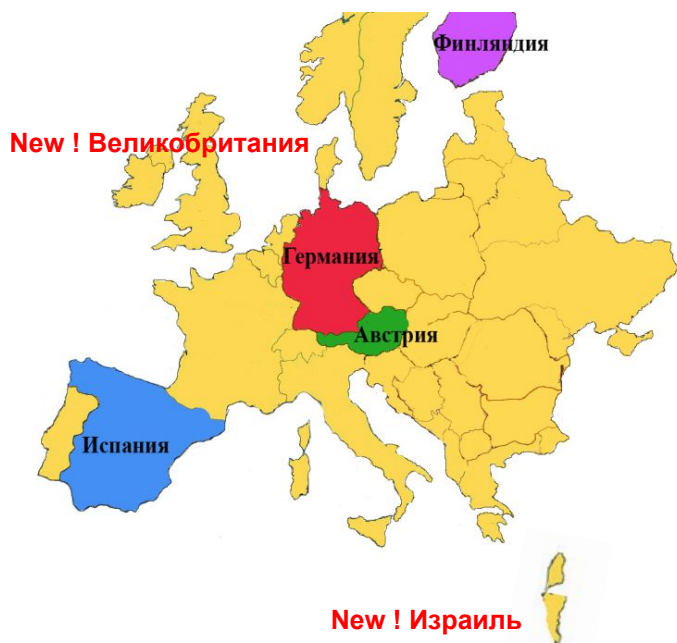 Финляндия
New ! Великобритания
Германия
Австрия
Испания
New ! Израиль